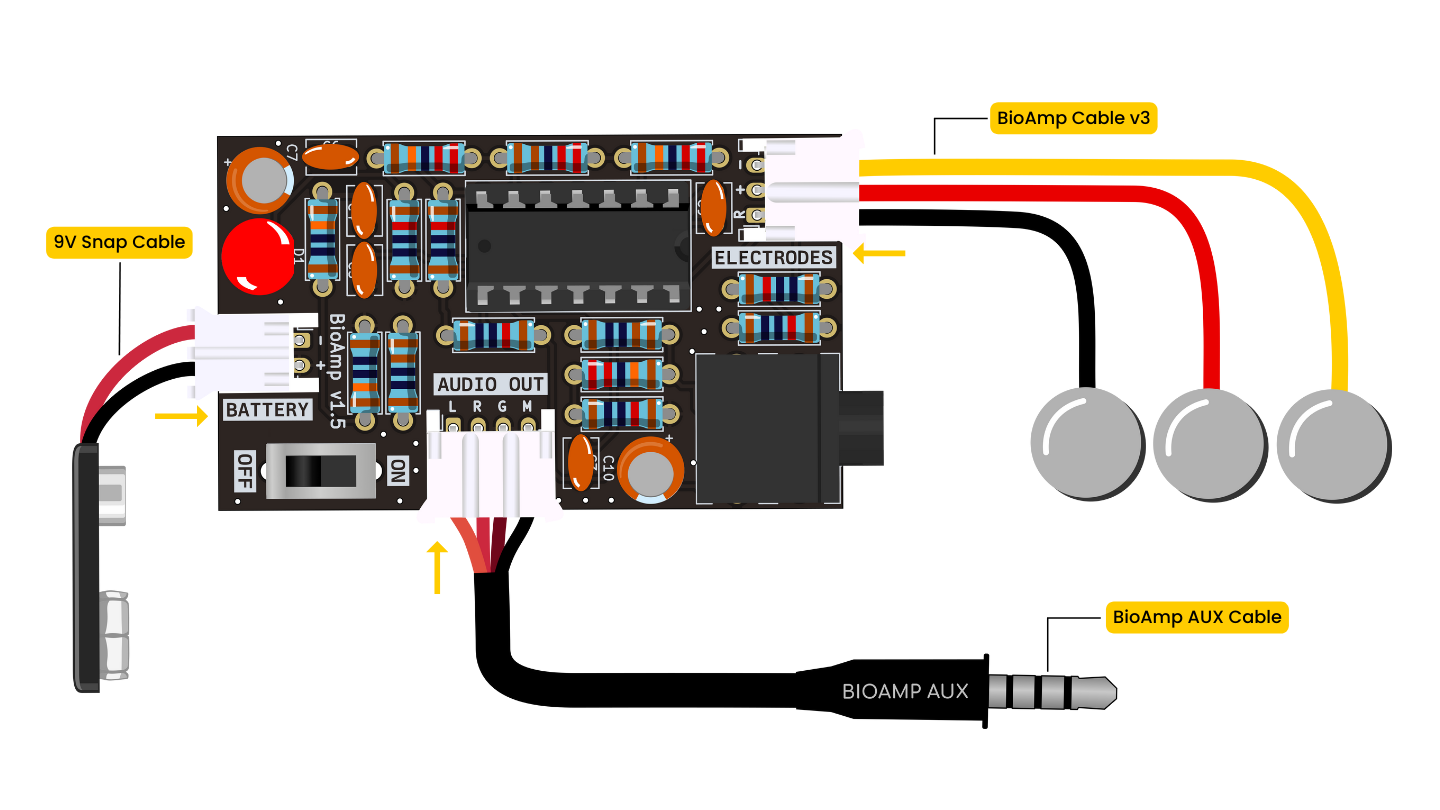 BioAmp Cable v3
9V Snap Cable
+
C7
D1
-
+
R
ELECTRODES
-
+
BioAmp v1.5
BATTERY
AUDIO OUT
L R G M
OFF
ON
C10
+
BIOAMP AUX
BioAmp AUX Cable